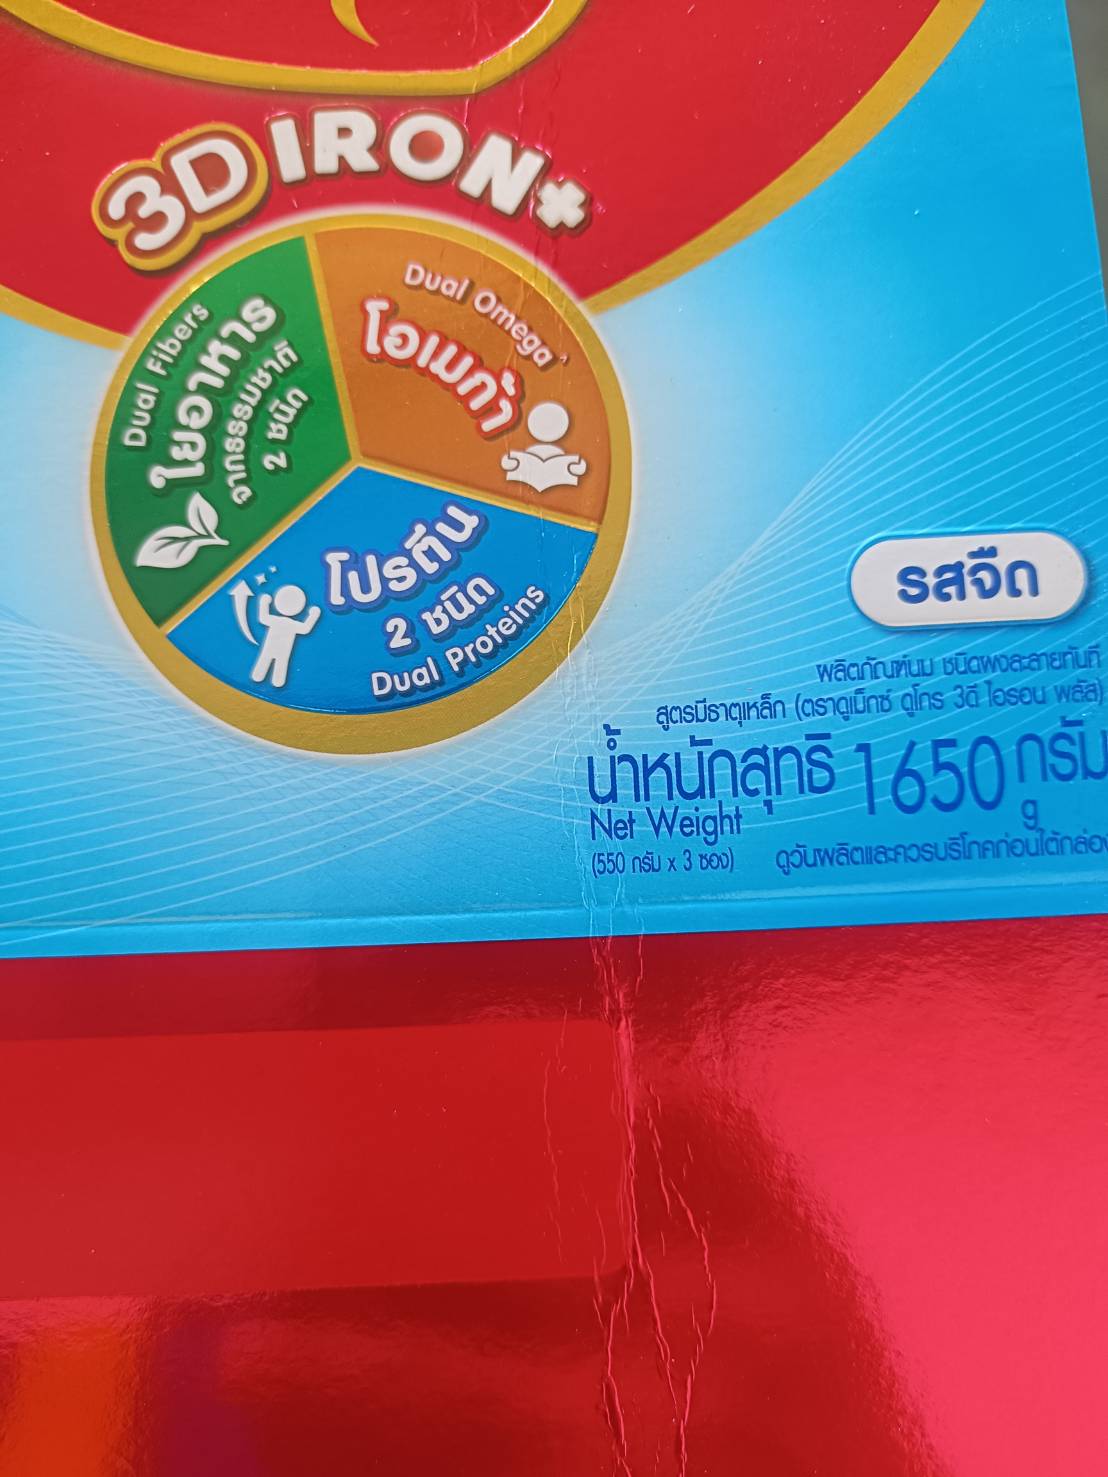 3D IRON+
Dual Fibers
ใยอาหาร
จากธรรมชาติ
2 ชนิด
Dual Omega^
โอเมก้า
โปรตีน
2 ชนิด
Dual Proteins
รสจืด
ผลิตภัณฑ์นม ชนิดผงละลายทันที
สูตรมีธาตุเหล็ก (ตราดูเม็กซ์ ดูโกร 3ดี ไอรอน พลัส)
น้ำหนักสุทธิ 1650 กรัม
Net Weight g
(550 กรัม x 3 ซอง) ดูวันผลิตและควรบริโภคก่อนใต้กล่อง